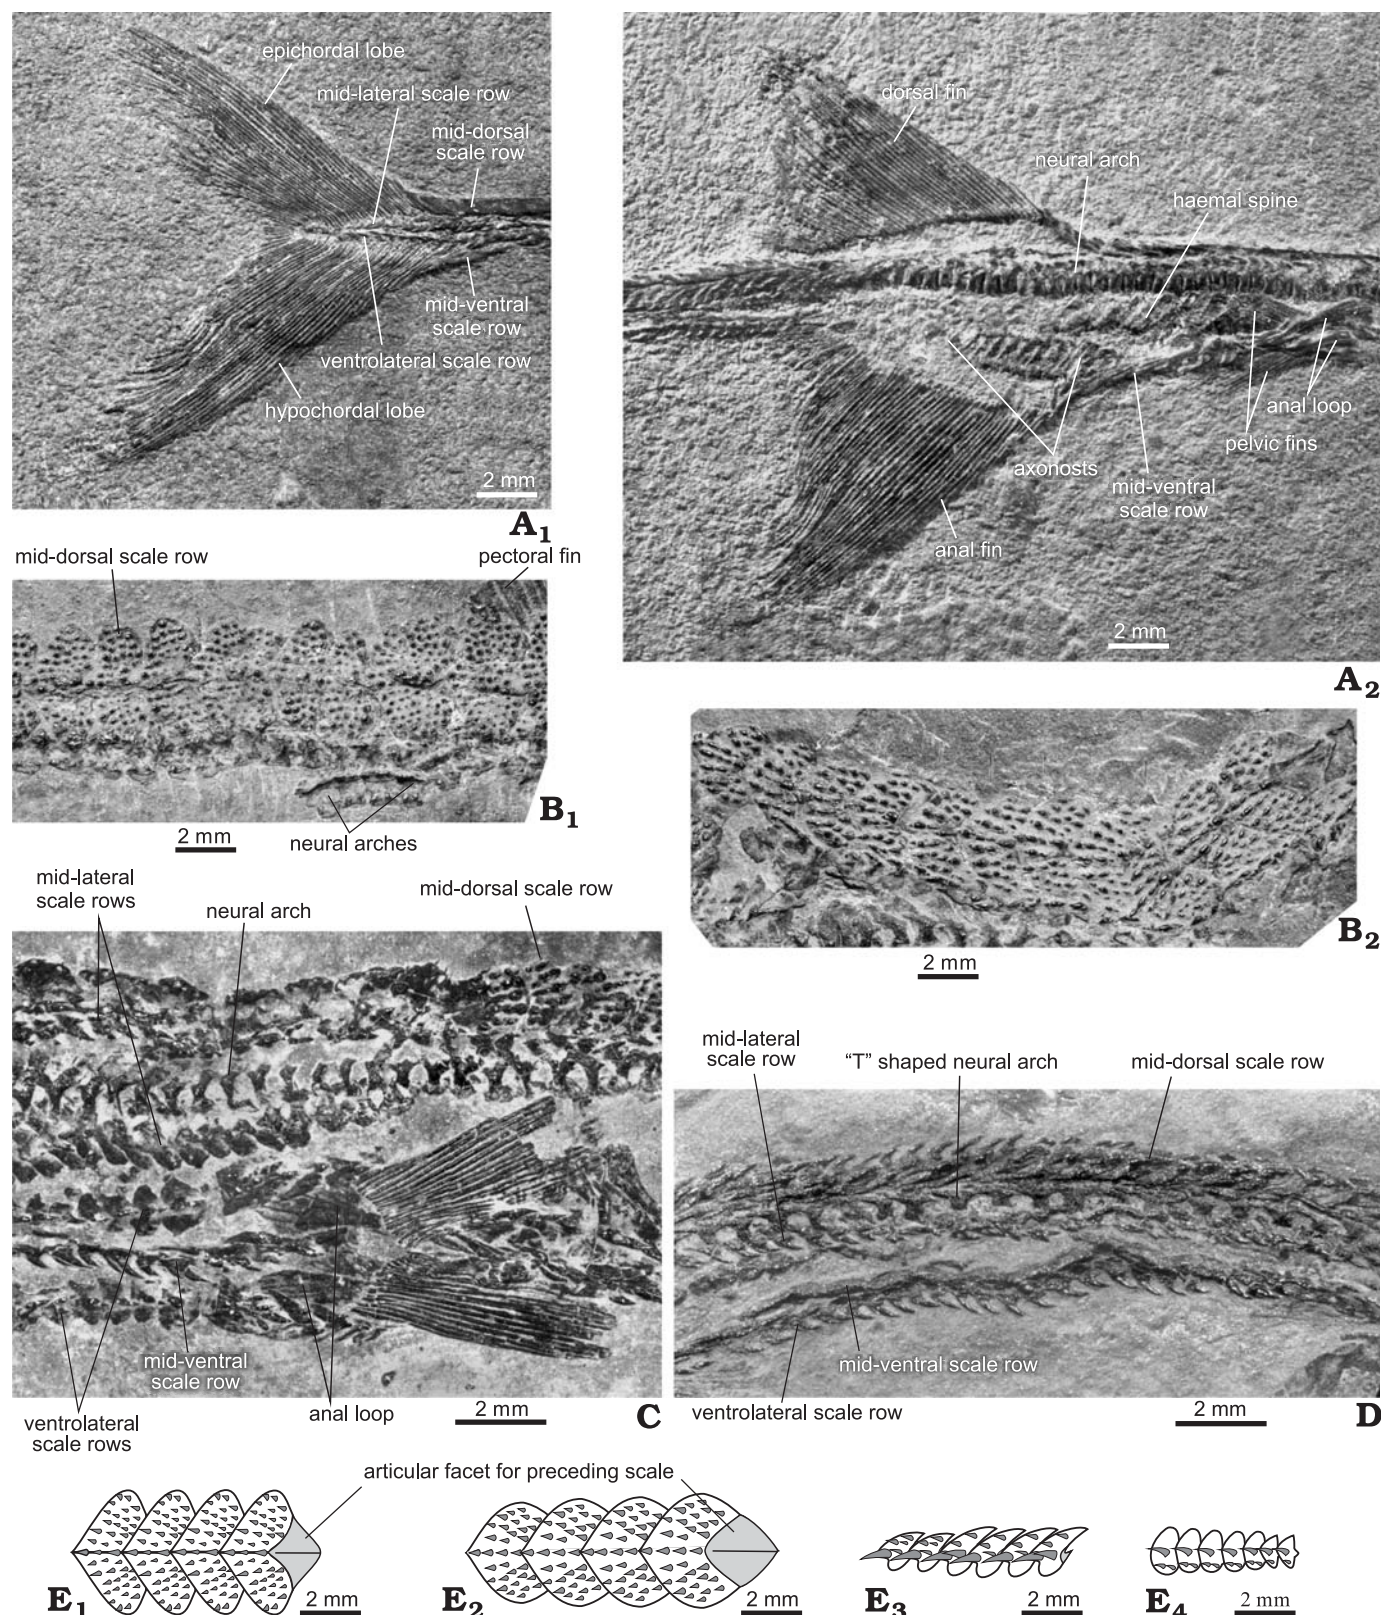 epichordal lobe
mid-lateral scale row
mid-dorsal
scale row
mid-ventral
scale row
ventrolateral scale row
hypochordal lobe
2 mm
A1
dorsal fin
neural arch
haemal spine
anal loop
pelvic fins
axonosts
mid-ventral
scale row
anal fin
2 mm
A2
mid-dorsal scale row
pectoral fin
2 mm
neural arches
B1
2 mm
B2
mid-lateral
scale rows
neural arch
mid-dorsal scale row
mid-ventral
scale row
ventrolateral
scale rows
anal loop
2 mm
C
mid-lateral
scale row
“T” shaped neural arch
mid-dorsal scale row
mid-ventral scale row
ventrolateral scale row
2 mm
D
articular facet for preceding scale
E1
2 mm
E2
2 mm
E3
2 mm
E4
2 mm